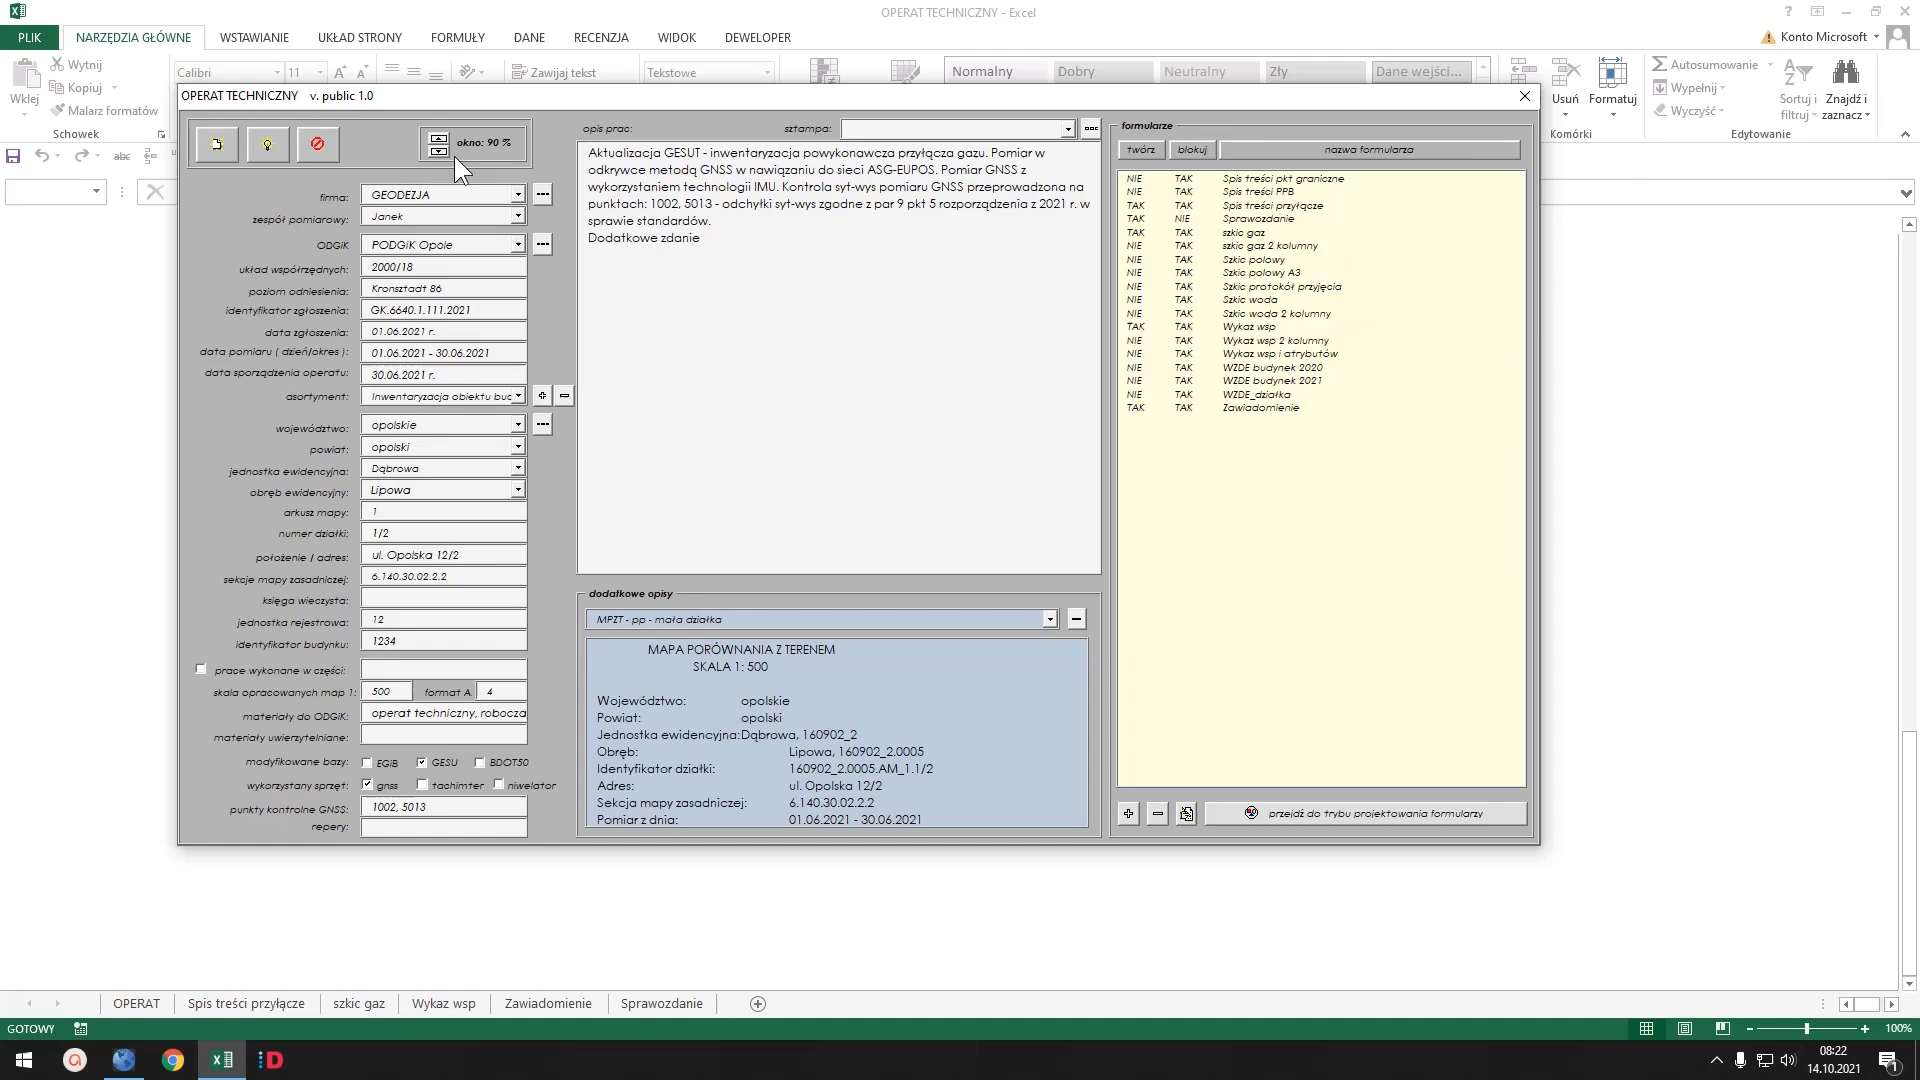 OPERAT TECHNICZNY - Excel
PLIK
NARZĘDZIA GŁÓWNE
WSTAWIANIE
UKŁAD STRONY
FORMUŁY
DANE
RECENZJA
WIDOK
DEWELOPER
Konto Microsoft
Wklej
Wytnij
Kopiuj
Malarz formatów
Schowek
Calibri
11
Zawijaj tekst
Tekstowe
Normalny
Dobry
Neutralny
Zły
Dane wejści...
Usuń
Formatuj
Komórki
Autosumowanie
Wypełnij
Wyczyść
Sortuj i
filtruj
Znajdź i
zaznacz
Edytowanie
OPERAT TECHNICZNY v. public 1.0
okno: 90 %
firma: GEODEZJA
zespół pomiarowy: Janek
ODGiK PODGiK Opole
układ współrzędnych: 2000/18
poziom odniesienia: Kronsztadt 86
identyfikator zgłoszenia: GK.6640.1.111.2021
data zgłoszenia: 01.06.2021 r.
data pomiaru ( dzień/okres ): 01.06.2021 - 30.06.2021
data sporządzenia operatu: 30.06.2021 r.
asortyment: Inwentaryzacja obiektu buc
województwo: opolskie
powiat: opolski
jednostka ewidencyjna: Dąbrowa
obręb ewidencyjny: Lipowa
arkusz mapy: 1
numer działki: 1/2
położenie / adres: ul. Opolska 12/2
sekcje mapy zasadniczej: 6.140.30.02.2.2
księga wieczysta:
jednostka rejestrowa: 12
identyfikator budynku: 1234
prace wykonane w części:
skala opracowanych map 1: 500 format A 4
materiały do ODGiK: operat techniczny, robocza
materiały uwierzytelniane:
modyfikowane bazy: EGiB GESU BDOT50
wykorzystany sprzęt: gnss tachimter niwelator
punkty kontrolne GNSS: 1002, 5013
repery:
opis prac:
sztampa:
Aktualizacja GESUT - inwentaryzacja powykonawcza przyłącza gazu. Pomiar w
odkrywce metodą GNSS w nawiązaniu do sieci ASG-EUPOS. Pomiar GNSS z
wykorzystaniem technologii IMU. Kontrola syt-wys pomiaru GNSS przeprowadzona na
punktach: 1002, 5013 - odchyłki syt-wys zgodne z par 9 pkt 5 rozporządzenia z 2021 r. w
sprawie standardów.
Dodatkowe zdanie
dodatkowe opisy
MPZT - pp - mała działka
MAPA PORÓWNANIA Z TERENEM
SKALA 1: 500
Województwo: opolskie
Powiat: opolski
Jednostka ewidencyjna:Dąbrowa, 160902_2
Obręb: Lipowa, 160902_2.0005
Identyfikator działki: 160902_2.0005.AM_1.1/2
Adres: ul. Opolska 12/2
Sekcja mapy zasadniczej: 6.140.30.02.2.2
Pomiar z dnia: 01.06.2021 - 30.06.2021
formularze
twórz blokuj nazwa formularza
NIE TAK Spis treści pkt graniczne
NIE TAK Spis treści PPB
TAK TAK Spis treści przyłącze
TAK NIE Sprawozdanie
TAK TAK szkic gaz
NIE TAK szkic gaz 2 kolumny
NIE TAK Szkic polowy
NIE TAK Szkic polowy A3
NIE TAK Szkic protokół przyjęcia
NIE TAK Szkic woda
NIE TAK Szkic woda 2 kolumny
TAK TAK Wykaz wsp
NIE TAK Wykaz wsp 2 kolumny
NIE TAK Wykaz wsp i atrybutów
NIE TAK WZDE budynek 2020
NIE TAK WZDE budynek 2021
NIE TAK WZDE_działka
TAK TAK Zawiadomienie
przejdź do trybu projektowania formularzy
OPERAT
Spis treści przyłącze
szkic gaz
Wykaz wsp
Zawiadomienie
Sprawozdanie
GOTOWY
100%
08:22
14.10.2021
1